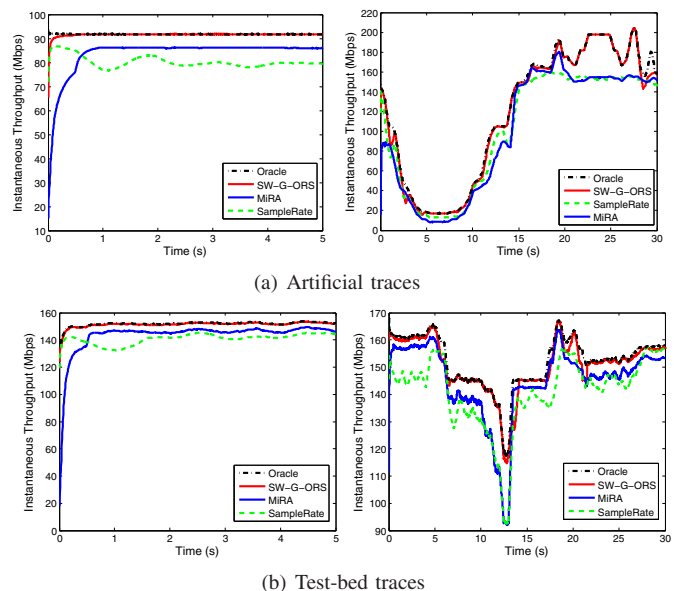 Instantaneous Throughput (Mbps)
100
90
80
70
60
50
40
30
20
10
0 1 2 3 4 5
Time (s)
Oracle
SW-G-ORS
MiRA
SampleRate
Instantaneous Throughput (Mbps)
220
200
180
160
140
120
100
80
60
40
20
0
0 5 10 15 20 25 30
Time (s)
Oracle
SW-G-ORS
SampleRate
MiRA
(a) Artificial traces
Instantaneous Throughput (Mbps)
160
140
120
100
80
60
40
20
0
0 1 2 3 4 5
Time (s)
Oracle
SW-G-ORS
MiRA
SampleRate
Instantaneous Throughput (Mbps)
170
160
150
140
130
120
110
100
90
0 5 10 15 20 25 30
Time (s)
Oracle
SW-G-ORS
MiRA
SampleRate
(b) Test-bed traces